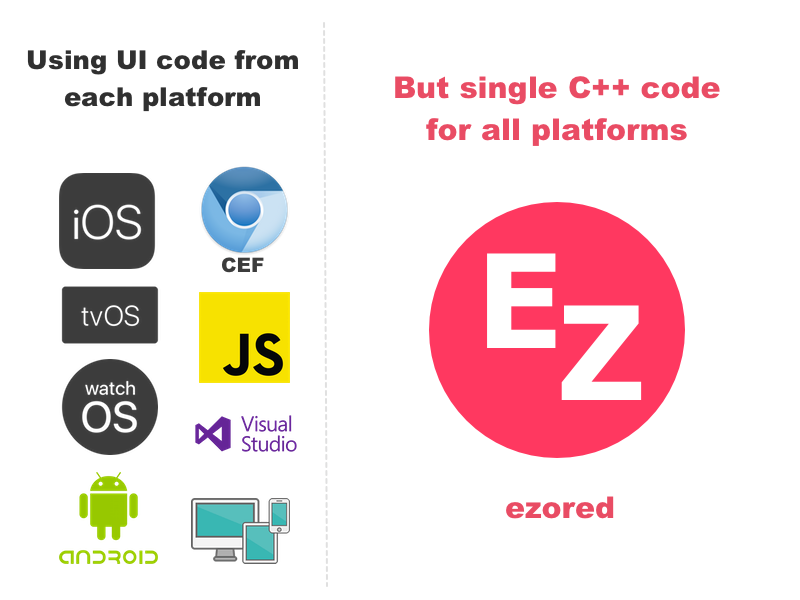 Using UI code from
each platform
iOS
CEF
tvOS
JS
watch
OS
Visual
Studio
ANDROID
But single C++ code
for all platforms
EZ
ezored